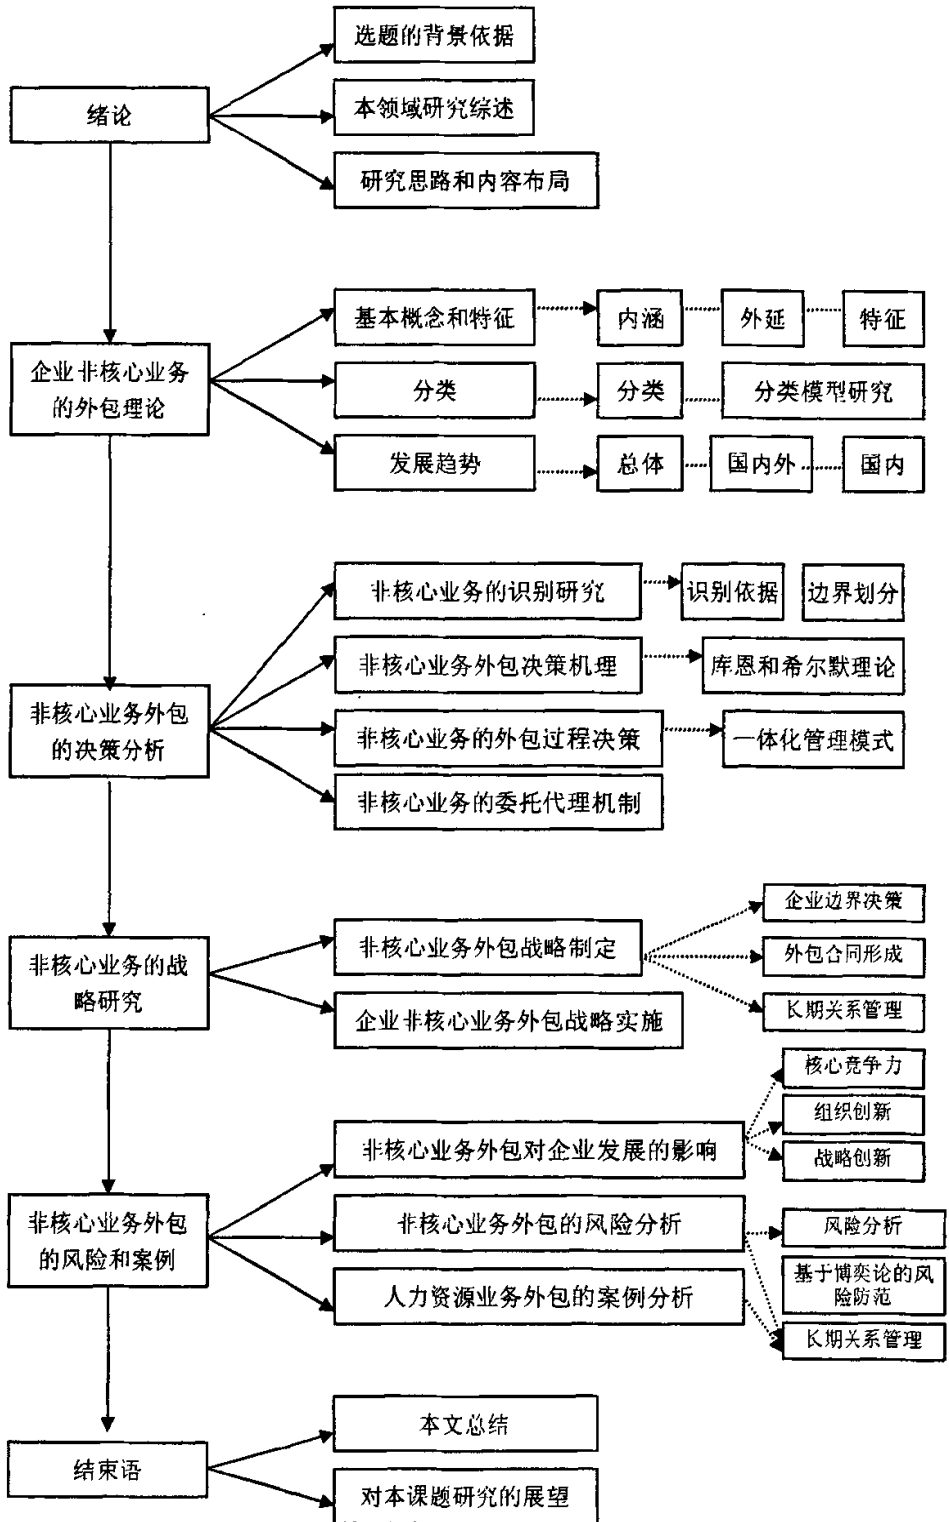 选题的背景依据
绪论
本领域研究综述
研究思路和内容布局
基本概念和特征
内涵
外延
特征
企业非核心业务
的外包理论
分类
分类
分类模型研究
发展趋势
总体
国内外
国内
非核心业务的识别研究
识别依据
边界划分
非核心业务外包决策机理
库恩和希尔默理论
非核心业务外包
的决策分析
非核心业务的外包过程决策
一体化管理模式
非核心业务的委托代理机制
企业边界决策
非核心业务的战
略研究
非核心业务外包战略制定
外包合同形成
长期关系管理
企业非核心业务外包战略实施
核心竞争力
组织创新
战略创新
非核心业务外包对企业发展的影响
非核心业务外包
的风险和案例
非核心业务外包的风险分析
风险分析
基于博奕论的风
险防范
人力资源业务外包的案例分析
长期关系管理
本文总结
结束语
对本课题研究的展望